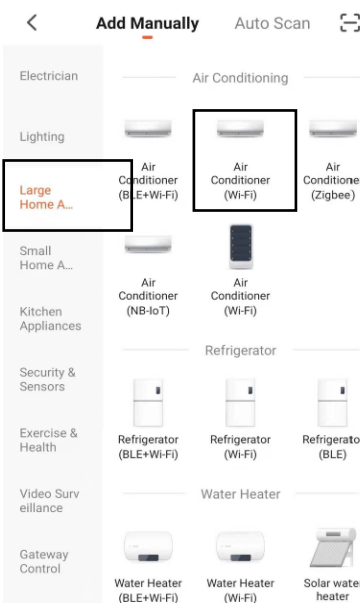 Add Manually Auto Scan
Electrician
Lighting
Large
Home A...
Small
Home A...
Kitchen
Appliances
Security &
Sensors
Exercise &
Health
Video Surv
eillance
Gateway
Control
Air Conditioning
Air
Conditioner
(BLE+Wi-Fi)
Air
Conditioner
(Wi-Fi)
Air
Conditione
(Zigbee)
Air
Conditioner
(NB-IoT)
Air
Conditioner
(Wi-Fi)
Refrigerator
Refrigerator
(BLE+Wi-Fi)
Refrigerator
(Wi-Fi)
Refrigerato
(BLE)
Water Heater
Water Heater
(BLE+Wi-Fi)
Water Heater
(Wi-Fi)
Solar wate
heater